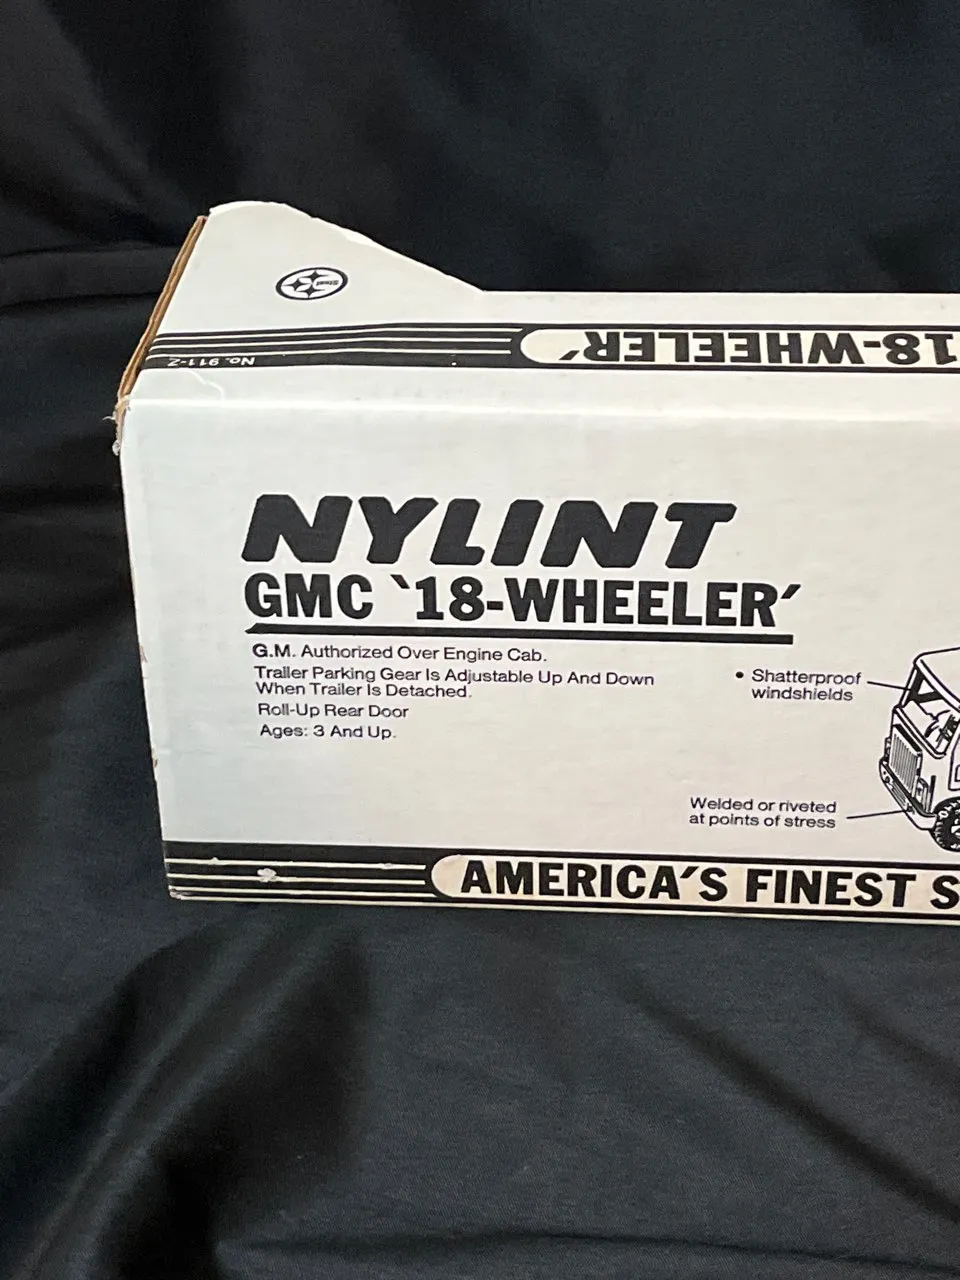 Steel
18-WHEELER'
No. 911-Z
NYLINT
GMC `18-WHEELER'
G.M. Authorized Over Engine Cab.
Trailer Parking Gear Is Adjustable Up And Down
When Trailer Is Detached.
Roll-Up Rear Door
Ages: 3 And Up.
• Shatterproof
windshields
Welded or riveted
at points of stress
AMERICA'S FINEST S